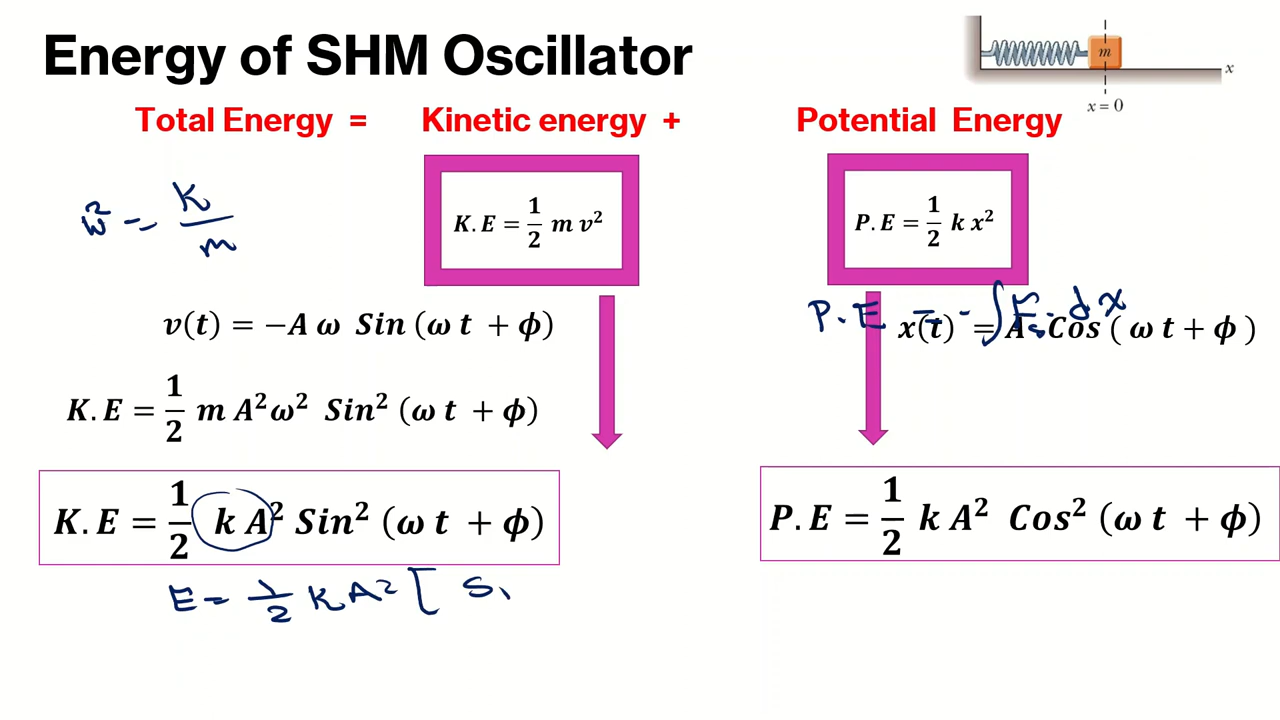 Energy of SHM Oscillator
m
x
x = 0
Total Energy = Kinetic energy + Potential Energy
ω² = k/m
K.E = 1/2 m v²
P.E = 1/2 k x²
P.E = - ∫ F . dx
v(t) = −A ω Sin (ω t + ϕ)
x(t) = A Cos ( ω t + ϕ )
K.E = 1/2 m A²ω² Sin² (ω t + ϕ)
K.E = 1/2 k A² Sin² (ω t + ϕ)
P.E = 1/2 k A² Cos² (ω t + ϕ)
E = 1/2 k A² [ S